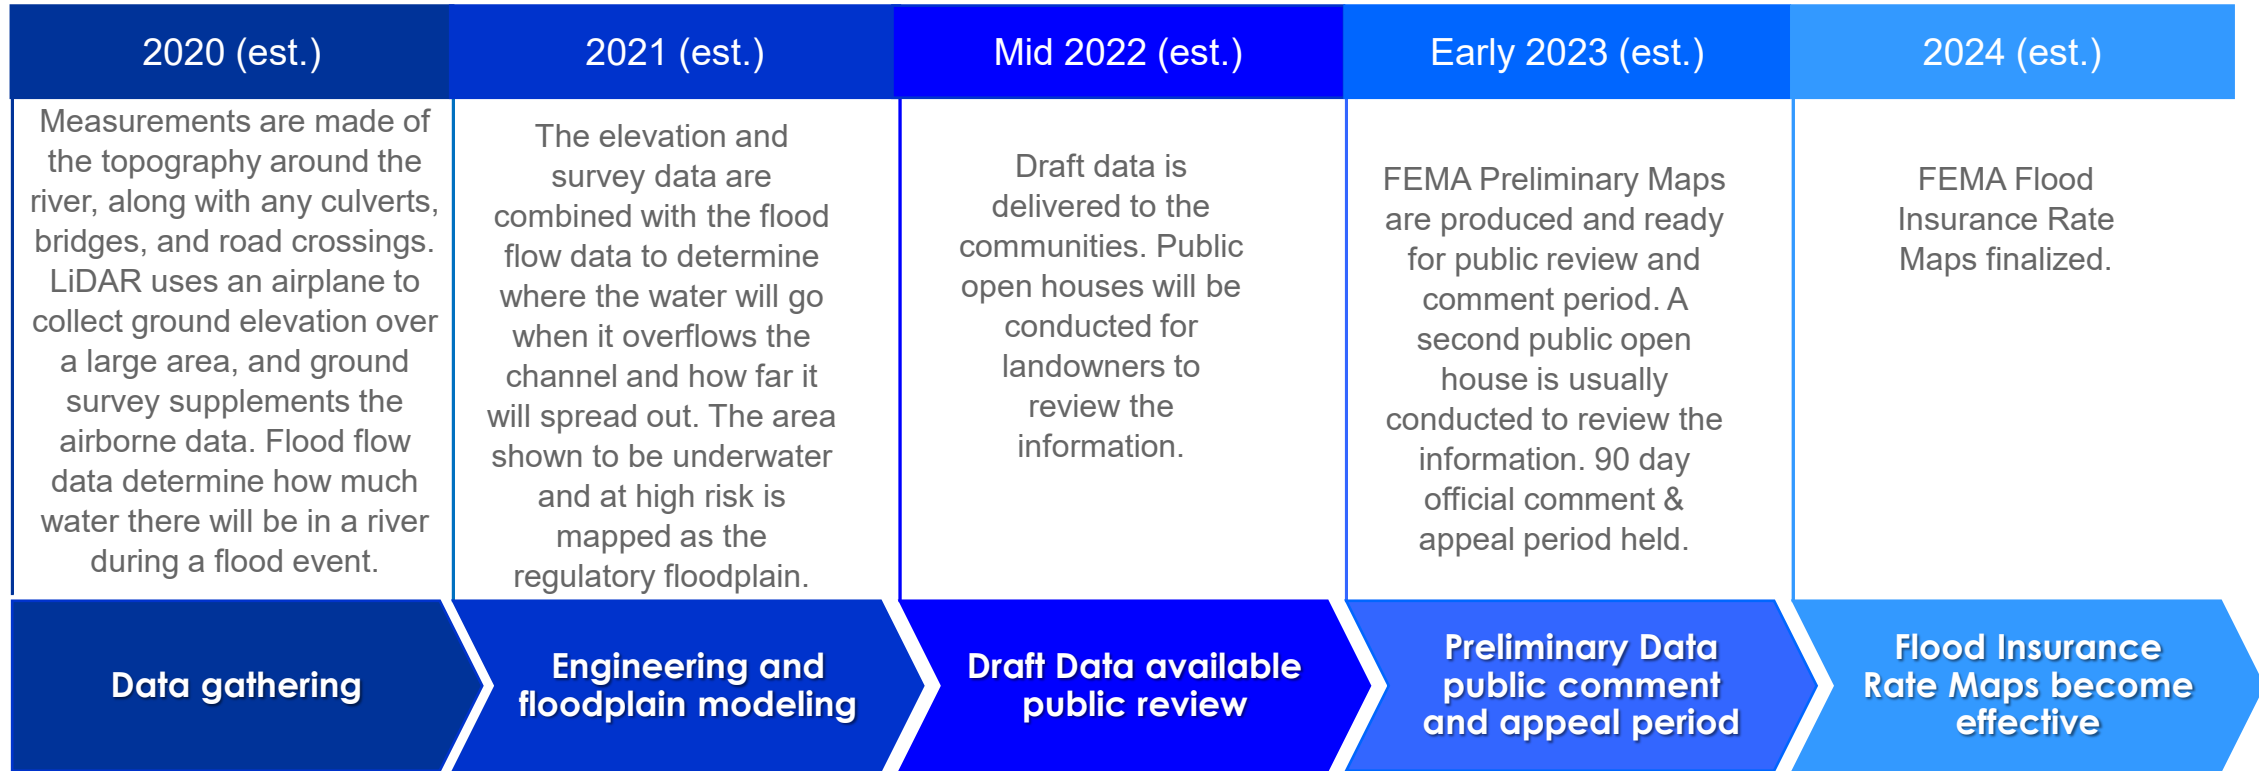 2020 (est.)
2021 (est.)
Mid 2022 (est.)
Early 2023 (est.)
2024 (est.)
Measurements are made of
the topography around the
river, along with any culverts,
bridges, and road crossings.
LiDAR uses an airplane to
collect ground elevation over
a large area, and ground
survey supplements the
airborne data. Flood flow
data determine how much
water there will be in a river
during a flood event.
The elevation and
survey data are
combined with the flood
flow data to determine
where the water will go
when it overflows the
channel and how far it
will spread out. The area
shown to be underwater
and at high risk is
mapped as the
regulatory floodplain.
Draft data is
delivered to the
communities. Public
open houses will be
conducted for
landowners to
review the
information.
FEMA Preliminary Maps
are produced and ready
for public review and
comment period. A
second public open
house is usually
conducted to review the
information. 90 day
official comment &
appeal period held.
FEMA Flood
Insurance Rate
Maps finalized.
Data gathering
Engineering and
floodplain modeling
Draft Data available
public review
Preliminary Data
public comment
and appeal period
Flood Insurance
Rate Maps become
effective